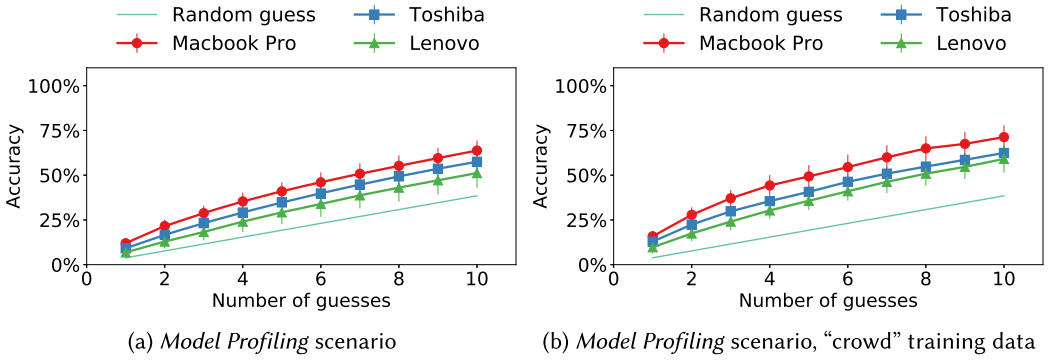 Random guess
Toshiba
Macbook Pro
Lenovo
100%
75%
50%
25%
0%
Accuracy
0 2 4 6 8 10
Number of guesses
(a) Model Profiling scenario
Random guess
Toshiba
Macbook Pro
Lenovo
100%
75%
50%
25%
0%
Accuracy
0 2 4 6 8 10
Number of guesses
(b) Model Profiling scenario, “crowd” training data